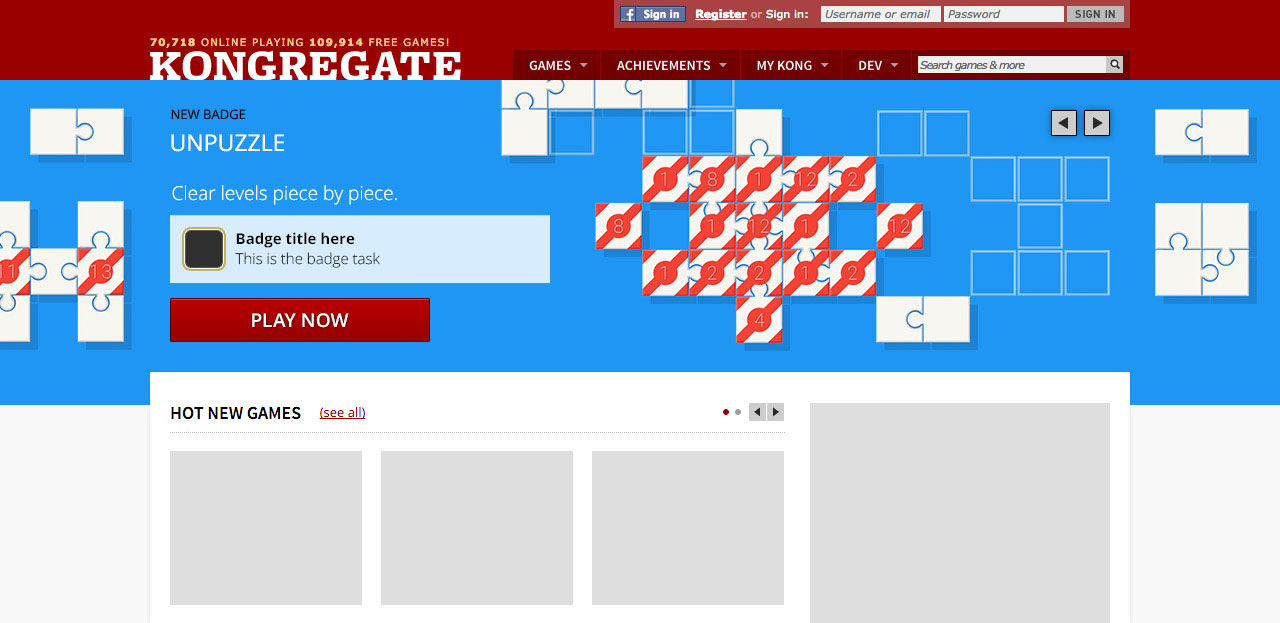 Sign in Register or Sign in: Username or email Password SIGN IN
70,718 ONLINE PLAYING 109,914 FREE GAMES!
KONGREGATE
GAMES ACHIEVEMENTS MY KONG DEV Search games & more
NEW BADGE
UNPUZZLE
Clear levels piece by piece.
Badge title here
This is the badge task
PLAY NOW
1 8 1 12 2
8 1 12 1 12
11 13 1 2 2 1 2
4
HOT NEW GAMES (see all)